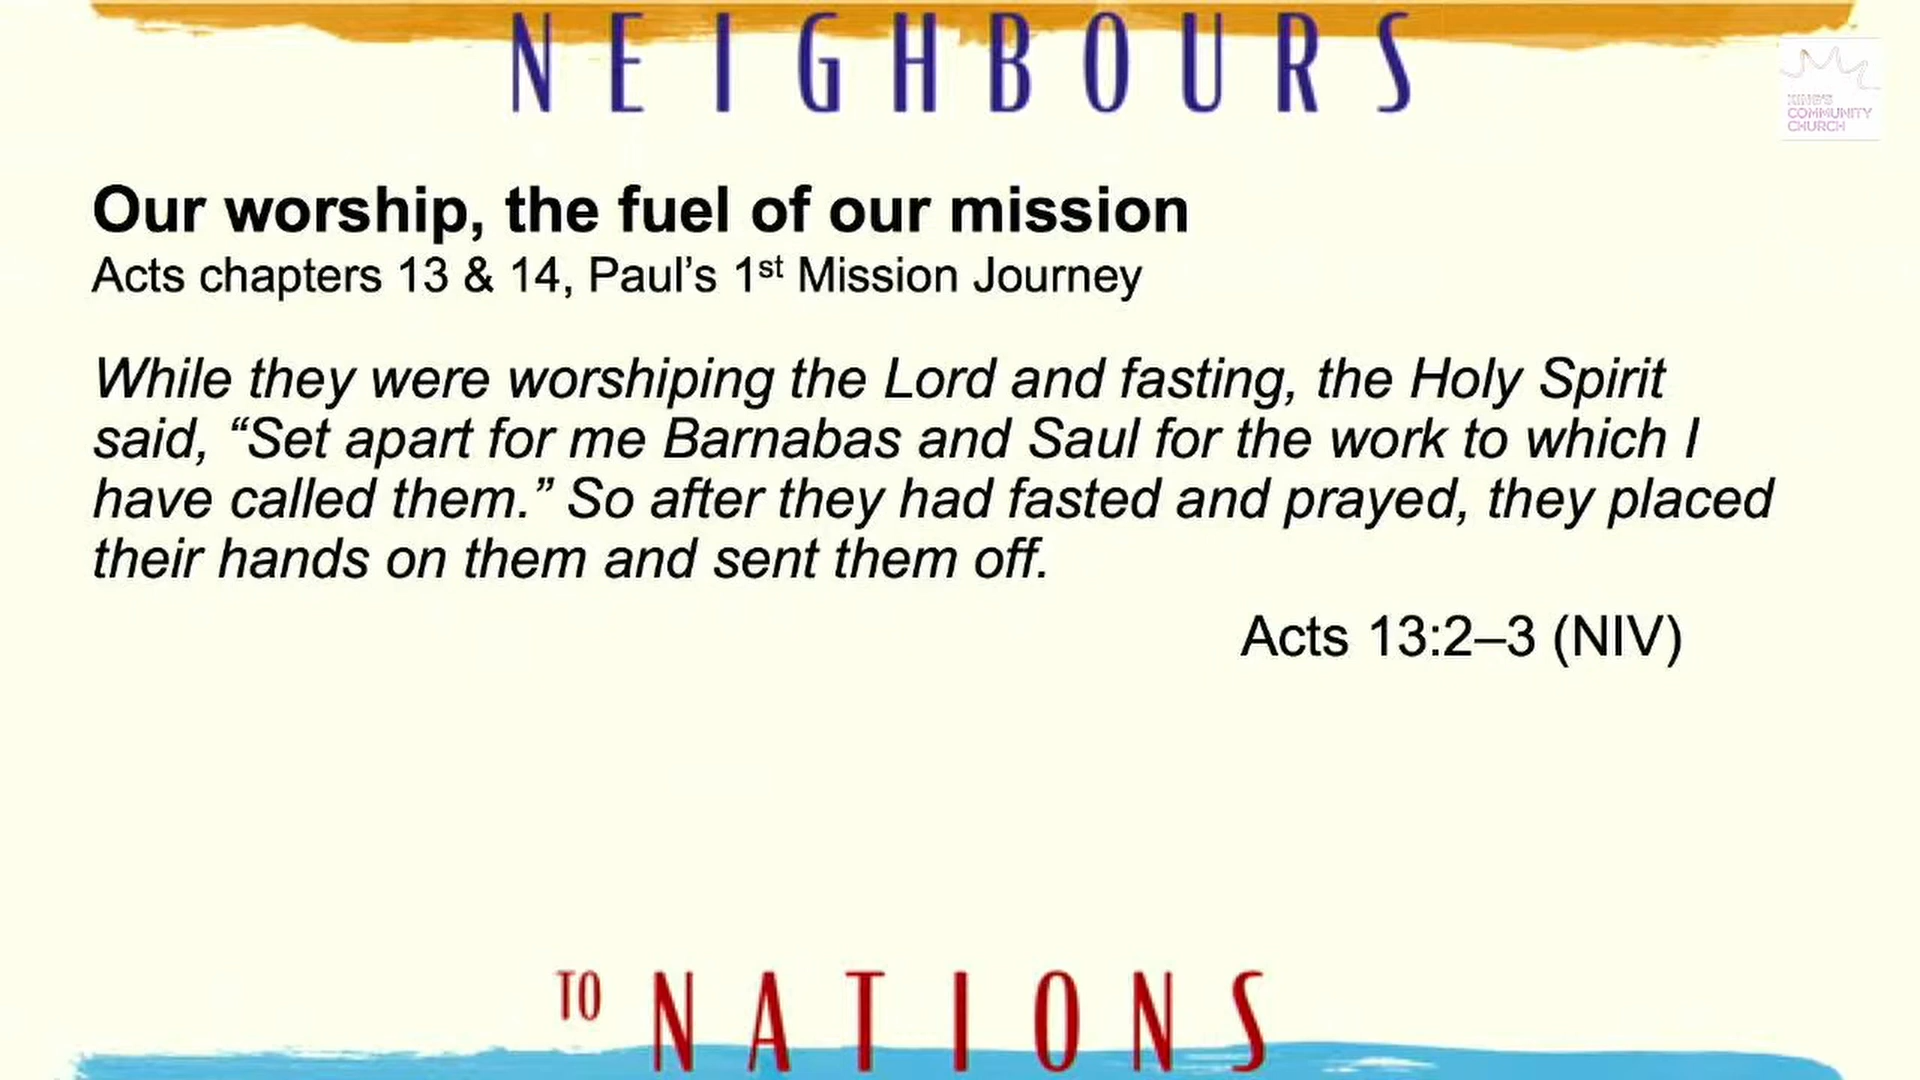 NEIGHBOURS
KING'S
COMMUNITY
CHURCH
Our worship, the fuel of our mission
Acts chapters 13 & 14, Paul’s 1st Mission Journey
While they were worshiping the Lord and fasting, the Holy Spirit
said, “Set apart for me Barnabas and Saul for the work to which I
have called them.” So after they had fasted and prayed, they placed
their hands on them and sent them off.
Acts 13:2–3 (NIV)
TO NATIONS